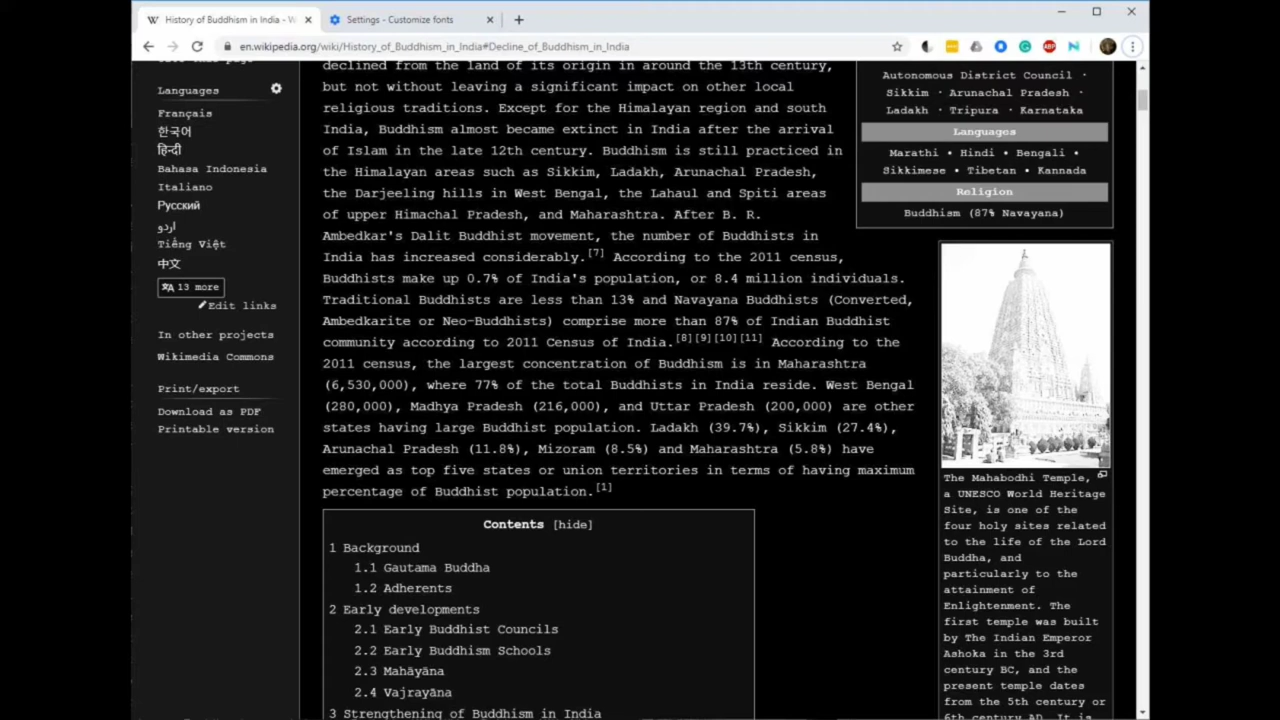 History of Buddhism in India - W
Settings - Customize fonts
en.wikipedia.org/wiki/History_of_Buddhism_in_India#Decline_of_Buddhism_in_India
Languages
Français
한국어
हिन्दी
Bahasa Indonesia
Italiano
Русский
اردو
Tiếng Việt
中文
13 more
Edit links
In other projects
Wikimedia Commons
Print/export
Download as PDF
Printable version
declined from the land of its origin in around the 13th century,
but not without leaving a significant impact on other local
religious traditions. Except for the Himalayan region and south
India, Buddhism almost became extinct in India after the arrival
of Islam in the late 12th century. Buddhism is still practiced in
the Himalayan areas such as Sikkim, Ladakh, Arunachal Pradesh,
the Darjeeling hills in West Bengal, the Lahaul and Spiti areas
of upper Himachal Pradesh, and Maharashtra. After B. R.
Ambedkar's Dalit Buddhist movement, the number of Buddhists in
India has increased considerably.[7] According to the 2011 census,
Buddhists make up 0.7% of India's population, or 8.4 million individuals.
Traditional Buddhists are less than 13% and Navayana Buddhists (Converted,
Ambedkarite or Neo-Buddhists) comprise more than 87% of Indian Buddhist
community according to 2011 Census of India.[8][9][10][11] According to the
2011 census, the largest concentration of Buddhism is in Maharashtra
(6,530,000), where 77% of the total Buddhists in India reside. West Bengal
(280,000), Madhya Pradesh (216,000), and Uttar Pradesh (200,000) are other
states having large Buddhist population. Ladakh (39.7%), Sikkim (27.4%),
Arunachal Pradesh (11.8%), Mizoram (8.5%) and Maharashtra (5.8%) have
emerged as top five states or union territories in terms of having maximum
percentage of Buddhist population.[1]
Contents [hide]
1 Background
1.1 Gautama Buddha
1.2 Adherents
2 Early developments
2.1 Early Buddhist Councils
2.2 Early Buddhism Schools
2.3 Mahāyāna
2.4 Vajrayāna
3 Strengthening of Buddhism in India
Autonomous District Council ·
Sikkim · Arunachal Pradesh ·
Ladakh · Tripura · Karnataka
Languages
Marathi • Hindi • Bengali •
Sikkimese • Tibetan • Kannada
Religion
Buddhism (87% Navayana)
The Mahabodhi Temple,
a UNESCO World Heritage
Site, is one of the
four holy sites related
to the life of the Lord
Buddha, and
particularly to the
attainment of
Enlightenment. The
first temple was built
by The Indian Emperor
Ashoka in the 3rd
century BC, and the
present temple dates
from the 5th century or
6th century AD. It is